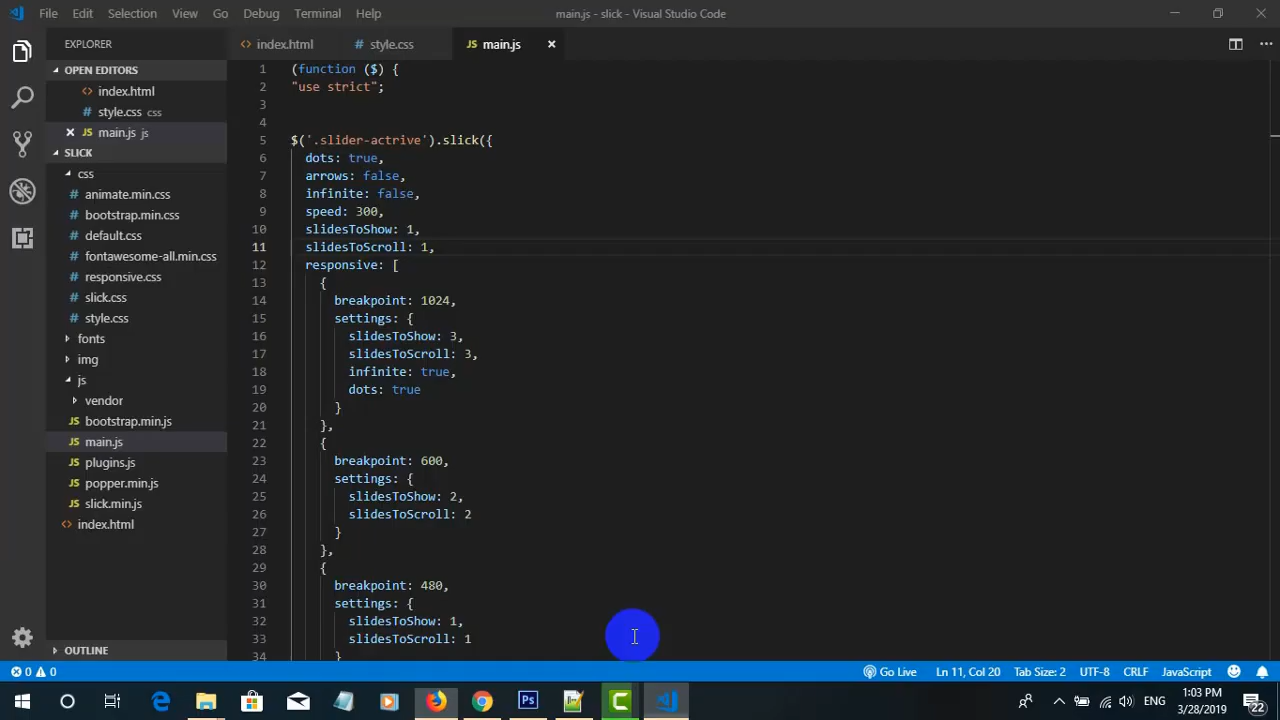 File Edit Selection View Go Debug Terminal Help main.js - slick - Visual Studio Code
EXPLORER
OPEN EDITORS
index.html
style.css css
main.js js
SLICK
css
animate.min.css
bootstrap.min.css
default.css
fontawesome-all.min.css
responsive.css
slick.css
style.css
fonts
img
js
vendor
JS bootstrap.min.js
JS main.js
JS plugins.js
JS popper.min.js
JS slick.min.js
index.html
OUTLINE
index.html style.css JS main.js
1 (function ($) {
2 "use strict";
3
4
5 $('.slider-actrive').slick({
6 dots: true,
7 arrows: false,
8 infinite: false,
9 speed: 300,
10 slidesToShow: 1,
11 slidesToScroll: 1,
12 responsive: [
13 {
14 breakpoint: 1024,
15 settings: {
16 slidesToShow: 3,
17 slidesToScroll: 3,
18 infinite: true,
19 dots: true
20 }
21 },
22 {
23 breakpoint: 600,
24 settings: {
25 slidesToShow: 2,
26 slidesToScroll: 2
27 }
28 },
29 {
30 breakpoint: 480,
31 settings: {
32 slidesToShow: 1,
33 slidesToScroll: 1
34 }
0 0 Go Live Ln 11, Col 20 Tab Size: 2 UTF-8 CRLF JavaScript
Ps ENG 1:03 PM
3/28/2019 22